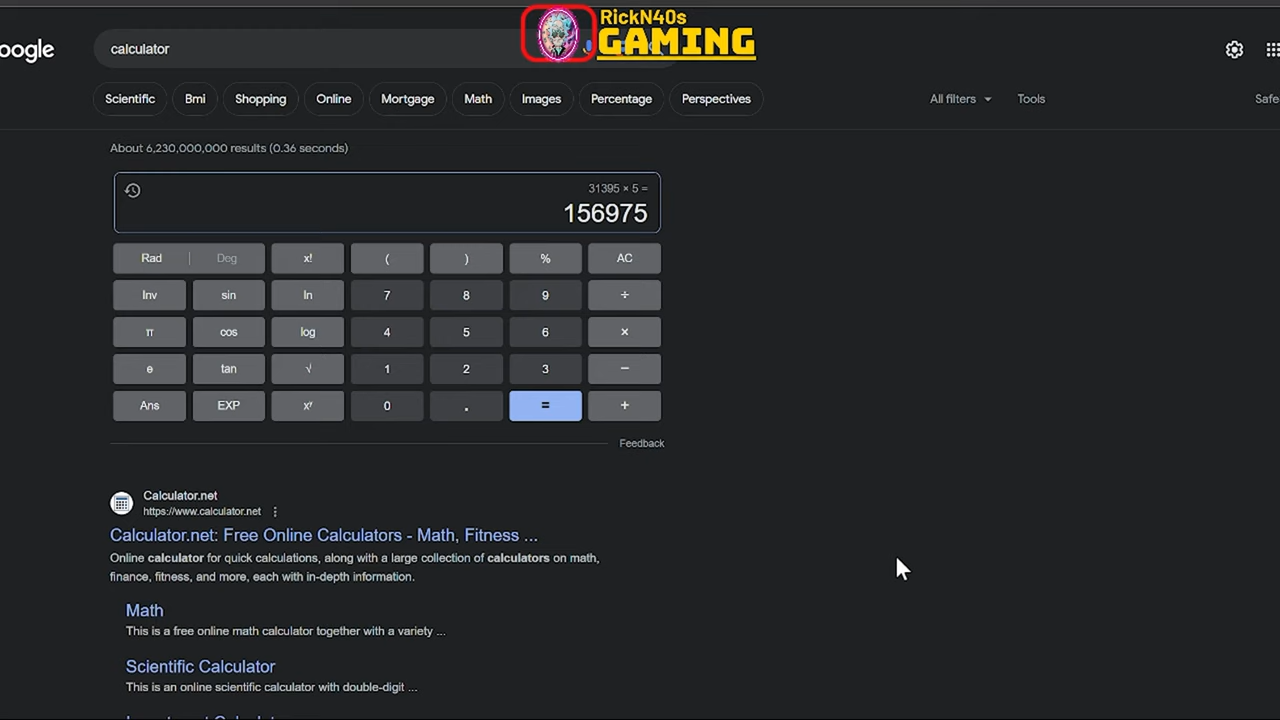 RickN40s
GAMING
oogle
calculator
Scientific
Bmi
Shopping
Online
Mortgage
Math
Images
Percentage
Perspectives
All filters
Tools
Safe
About 6,230,000,000 results (0.36 seconds)
31395 × 5 =
156975
Rad
Deg
x!
(
)
%
AC
Inv
sin
ln
7
8
9
÷
π
cos
log
4
5
6
×
e
tan
√
1
2
3
−
Ans
EXP
xʸ
0
.
=
+
Feedback
Calculator.net
https://www.calculator.net
Calculator.net: Free Online Calculators - Math, Fitness ...
Online calculator for quick calculations, along with a large collection of calculators on math,
finance, fitness, and more, each with in-depth information.
Math
This is a free online math calculator together with a variety ...
Scientific Calculator
This is an online scientific calculator with double-digit ...